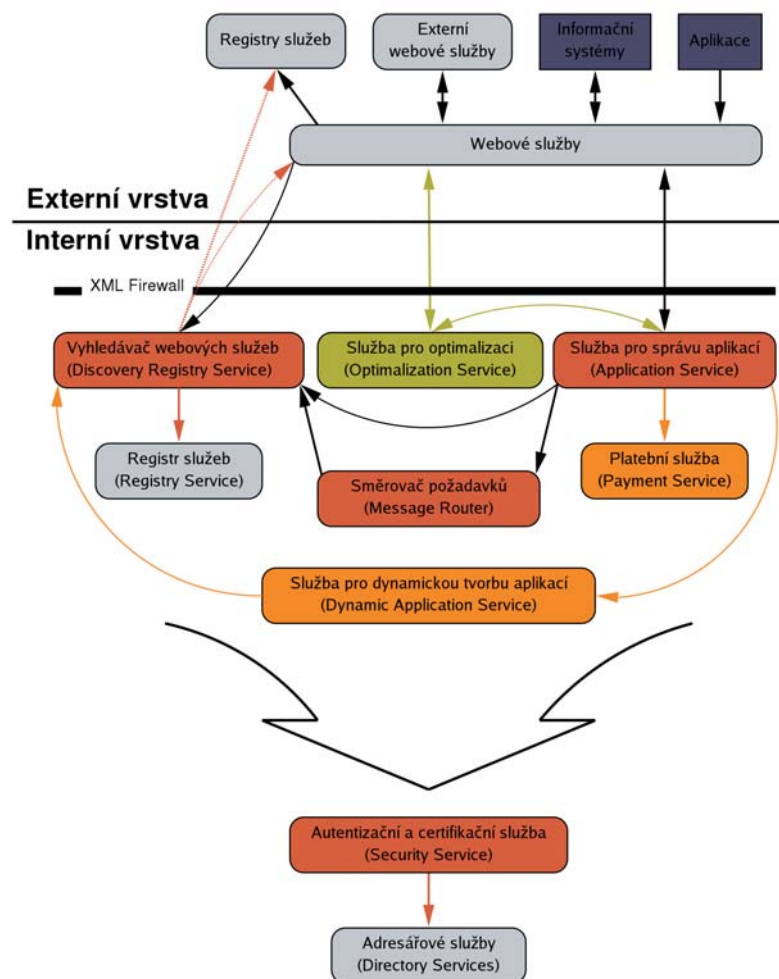 Registry služeb
Externí
webové služby
Informační
systémy
Aplikace
Webové služby
Externí vrstva
Interní vrstva
XML Firewall
Vyhledávač webových služeb
(Discovery Registry Service)
Služba pro optimalizaci
(Optimalization Service)
Služba pro správu aplikací
(Application Service)
Registr služeb
(Registry Service)
Směrovač požadavků
(Message Router)
Platební služba
(Payment Service)
Služba pro dynamickou tvorbu aplikací
(Dynamic Application Service)
Autentizační a certifikační služba
(Security Service)
Adresářové služby
(Directory Services)